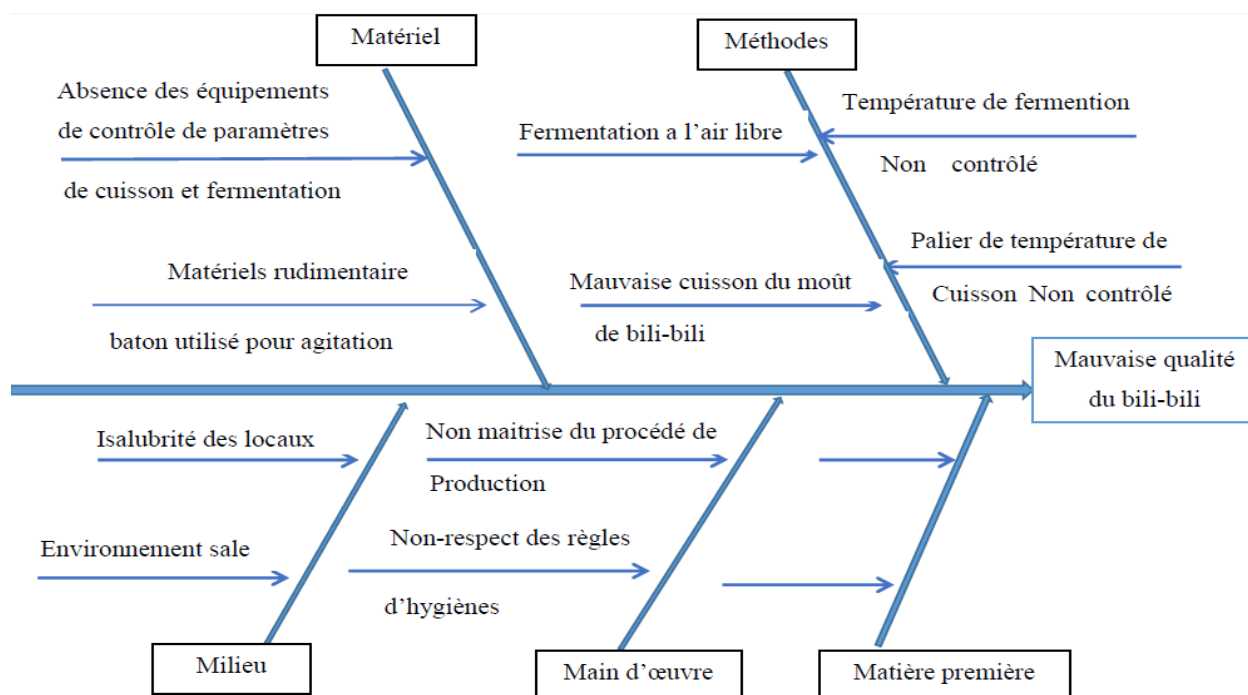 Matériel
Méthodes
Absence des équipements
de contrôle de paramètres
de cuisson et fermentation
Matériels rudimentaire
baton utilisé pour agitation
Fermentation a l’air libre
Température de fermention
Non contrôlé
Mauvaise cuisson du moût
de bili-bili
Palier de température de
Cuisson Non contrôlé
Mauvaise qualité
du bili-bili
Isalubrité des locaux
Environnement sale
Non maitrise du procédé de
Production
Non-respect des règles
d’hygiènes
Milieu
Main d’œuvre
Matière première